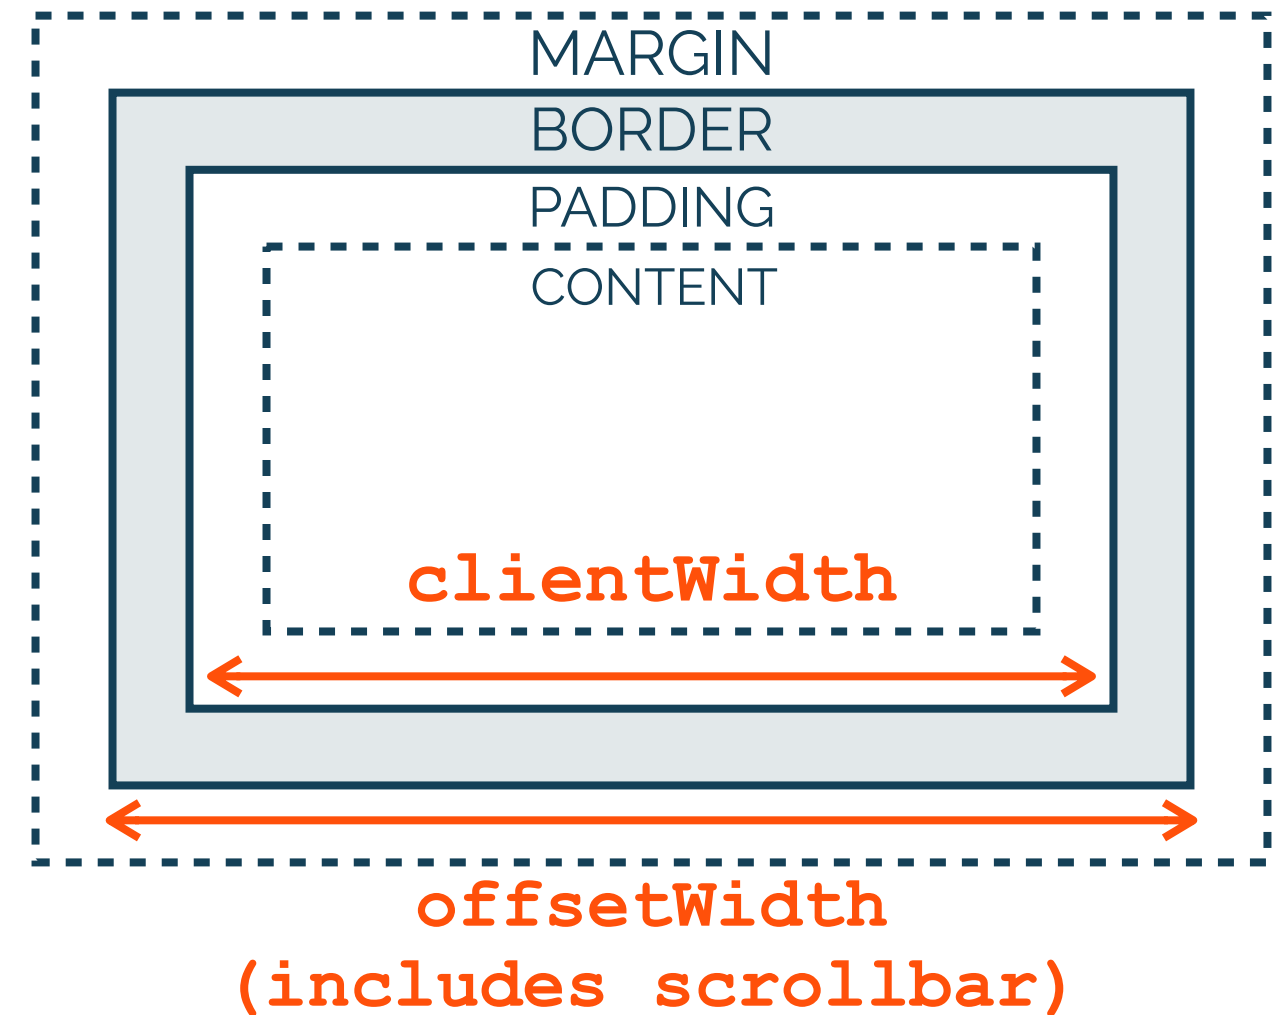 MARGIN
BORDER
PADDING
CONTENT
clientWidth
offsetWidth
(includes scrollbar)